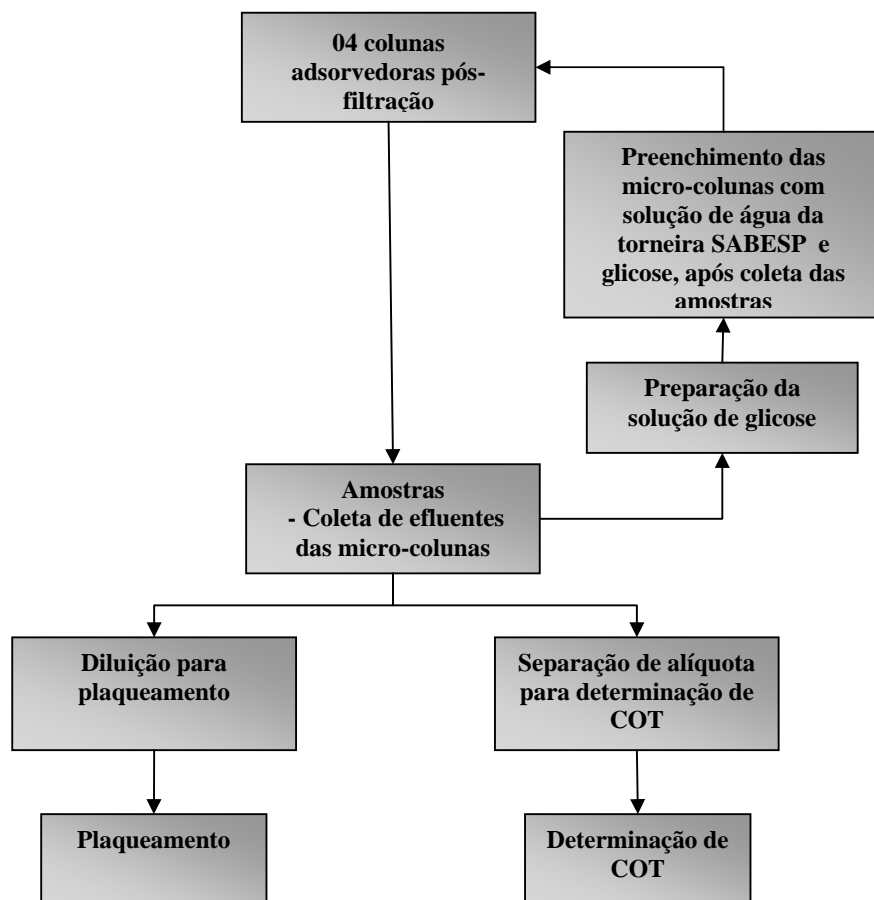 04 colunas
adsorvedoras pós-
filtração
Preenchimento das
micro-colunas com
solução de água da
torneira SABESP e
glicose, após coleta das
amostras
Preparação da
solução de glicose
Amostras
- Coleta de efluentes
das micro-colunas
Diluição para
plaqueamento
Separação de alíquota
para determinação de
COT
Plaqueamento
Determinação de
COT